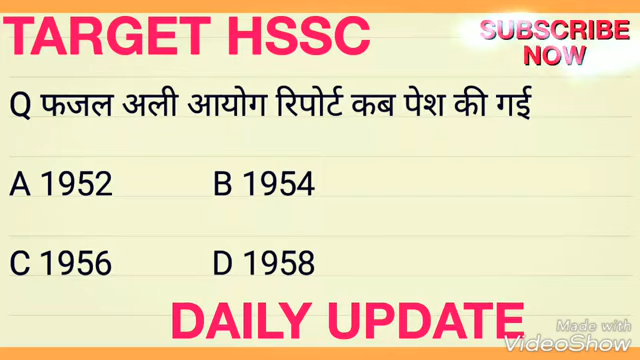 TARGET HSSC
SUBSCRIBE
NOW
Q फजल अली आयोग रिपोर्ट कब पेश की गई
A 1952 B 1954
C 1956 D 1958
DAILY UPDATE
Made with
VideoShow